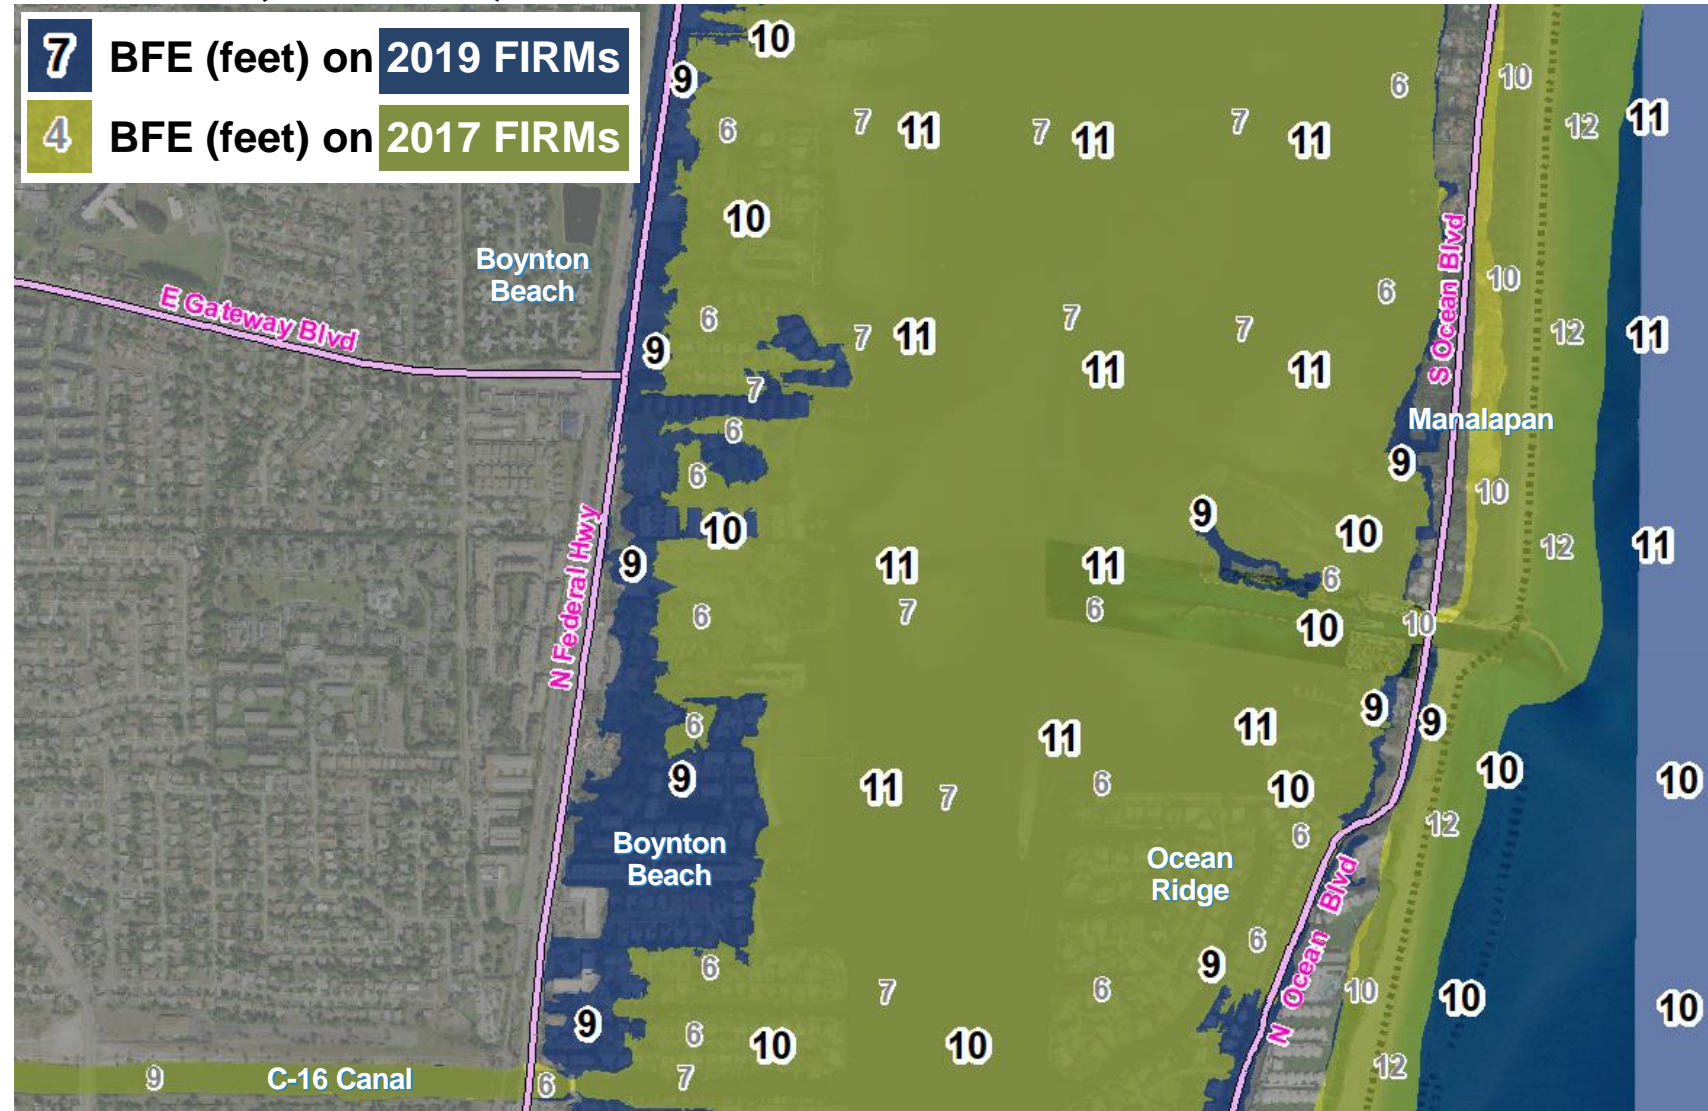 7 BFE (feet) on 2019 FIRMs
4 BFE (feet) on 2017 FIRMs
10
9
6 10
6 7 11 7 11 7 11 12 11
10
Boynton
Beach
E Gateway Blvd
S Ocean Blvd
6 10
9 6 7 11 7 7 12 11
11 11
7
Manalapan
6
6 9
10
N Federal Hwy
9 10 10
9 11 11 12 11
6
6 7 6 10 10
6 9 9
11 11
9 11 7 6 10 10 10
12
6
Boynton
Beach
Ocean
Ridge
N Ocean Blvd
6
6 9
7 6 10 10 10
9 6 10 10
9 C-16 Canal 6 7 12